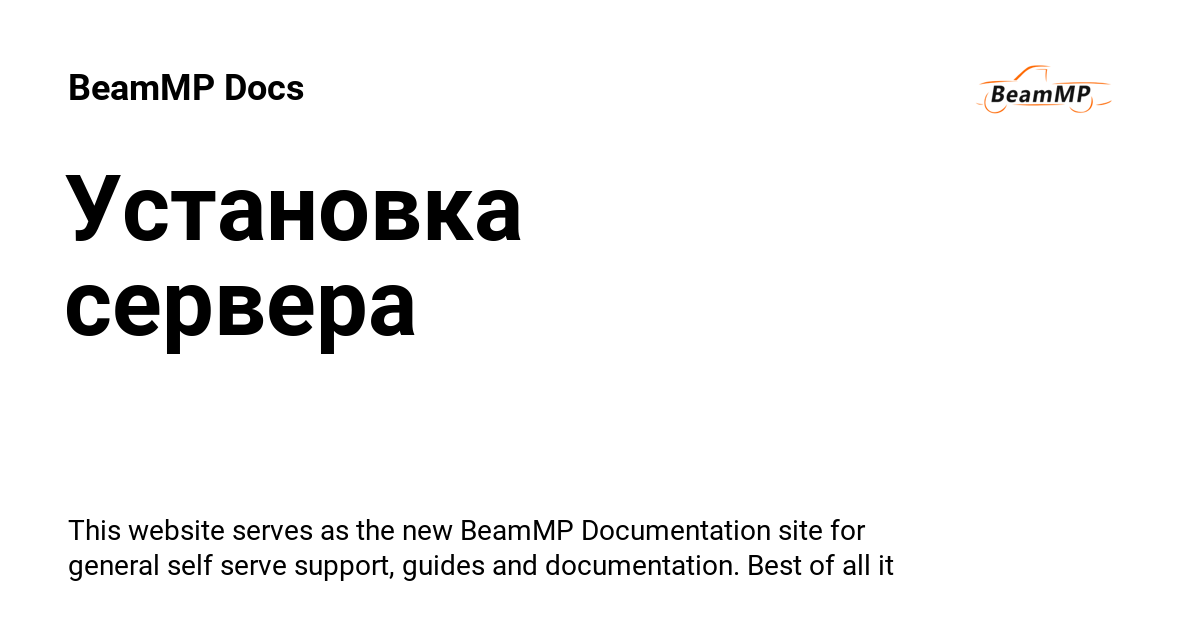 BeamMP Docs
BeamMP
Установка
сервера
This website serves as the new BeamMP Documentation site for
general self serve support, guides and documentation. Best of all it